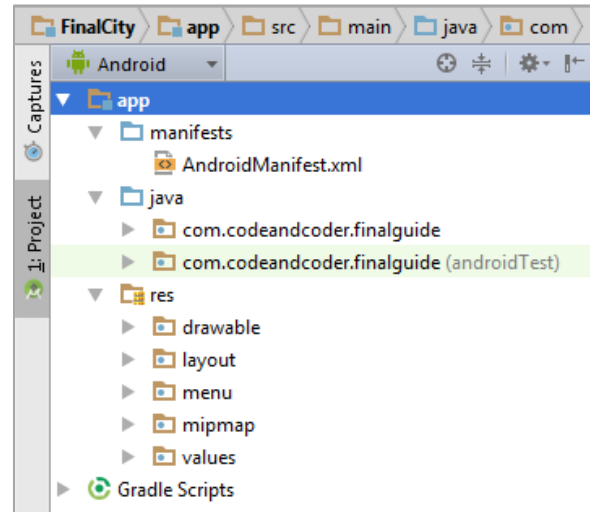 FinalCity app src main java com
Android
Captures
1: Project
app
manifests
AndroidManifest.xml
java
com.codeandcoder.finalguide
com.codeandcoder.finalguide (androidTest)
res
drawable
layout
menu
mipmap
values
Gradle Scripts